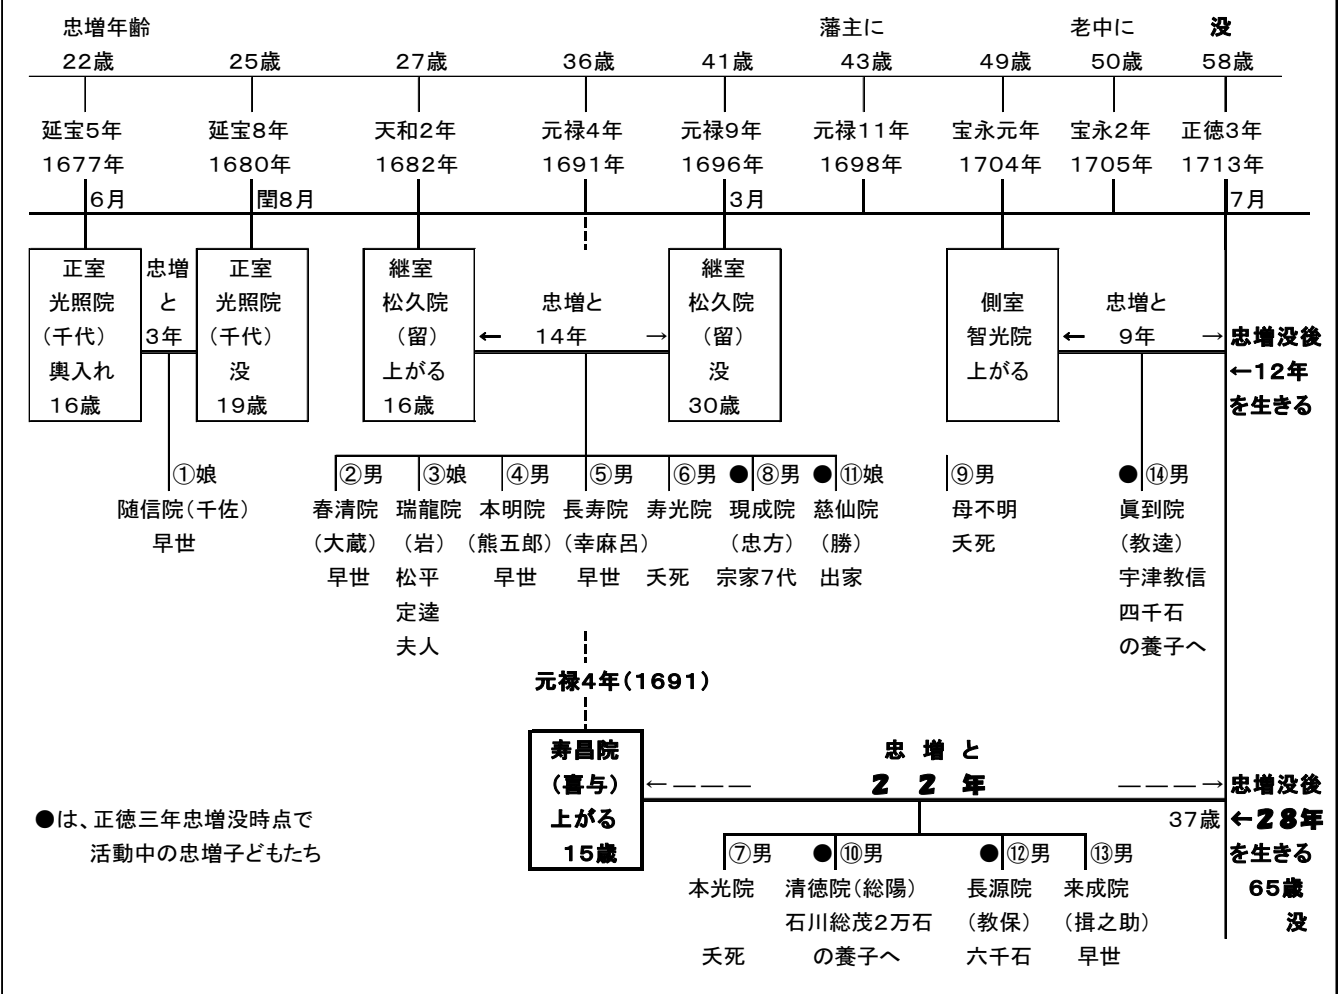 忠増年齢 藩主に 老中に 没
22歳 25歳 27歳 36歳 41歳 43歳 49歳 50歳 58歳
延宝5年 延宝8年 天和2年 元禄4年 元禄9年 元禄11年 宝永元年 宝永2年 正徳3年
1677年 1680年 1682年 1691年 1696年 1698年 1704年 1705年 1713年
6月 閏8月 3月 7月
正室
光照院
(千代)
輿入れ
16歳
忠増
と
3年
正室
光照院
(千代)
没
19歳
継室
松久院
(留)
上がる
16歳
忠増と
← 14年 →
継室
松久院
(留)
没
30歳
側室
智光院
上がる
忠増と
← 9年 →
忠増没後
←12年
を生きる
①娘
随信院(千佐)
早世
②男
春清院
(大蔵)
早世
③娘
瑞龍院
(岩)
松平
定逵
夫人
④男
本明院
(熊五郎)
早世
⑤男
長寿院
(幸麻呂)
早世
⑥男
寿光院
夭死
●⑧男
現成院
(忠方)
宗家7代
●⑪娘
慈仙院
(勝)
出家
⑨男
母不明
夭死
●⑭男
眞到院
(教逵)
宇津教信
四千石
の養子へ
元禄4年(1691)
寿昌院
(喜与)
上がる
15歳
忠増と
←――― 22年 ―――→
37歳
忠増没後
←28年
を生きる
65歳
没
●は、正徳三年忠増没時点で
活動中の忠増子どもたち
⑦男
本光院
夭死
●⑩男
清徳院(総陽)
石川総茂2万石
の養子へ
●⑫男
長源院
(教保)
六千石
⑬男
来成院
(揖之助)
早世